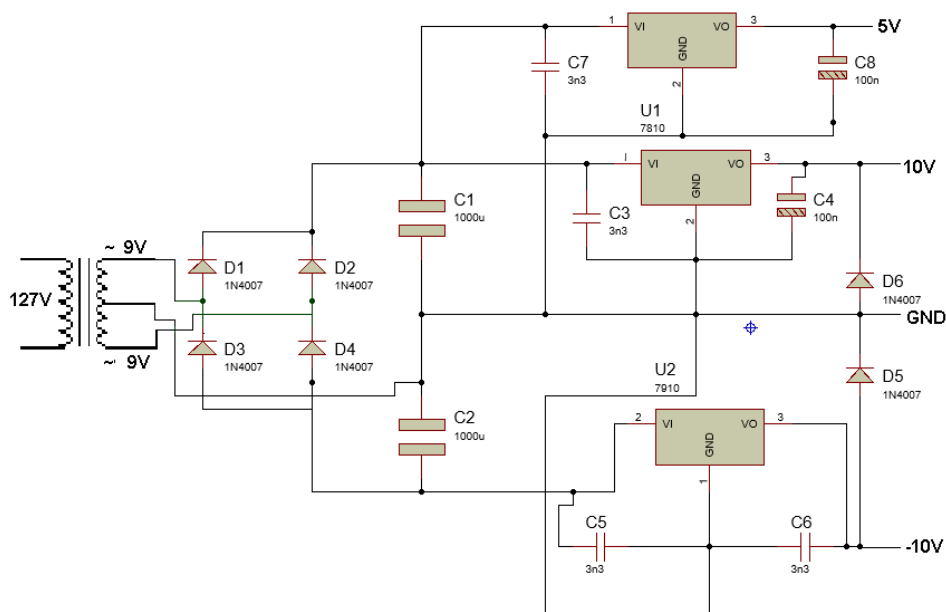 1 VI VO 3 5V
GND
2
C7
3n3
C8
100n
U1
7810
I VI VO 3 10V
GND
2
C1
1000u
C3
3n3
C4
100n
~ 9V
127V
~ 9V
D1
1N4007
D2
1N4007
D3
1N4007
D4
1N4007
D6
1N4007
GND
D5
1N4007
U2
7910
C2
1000u
2 VI VO 3
GND
1
C5
3n3
C6
3n3
-10V